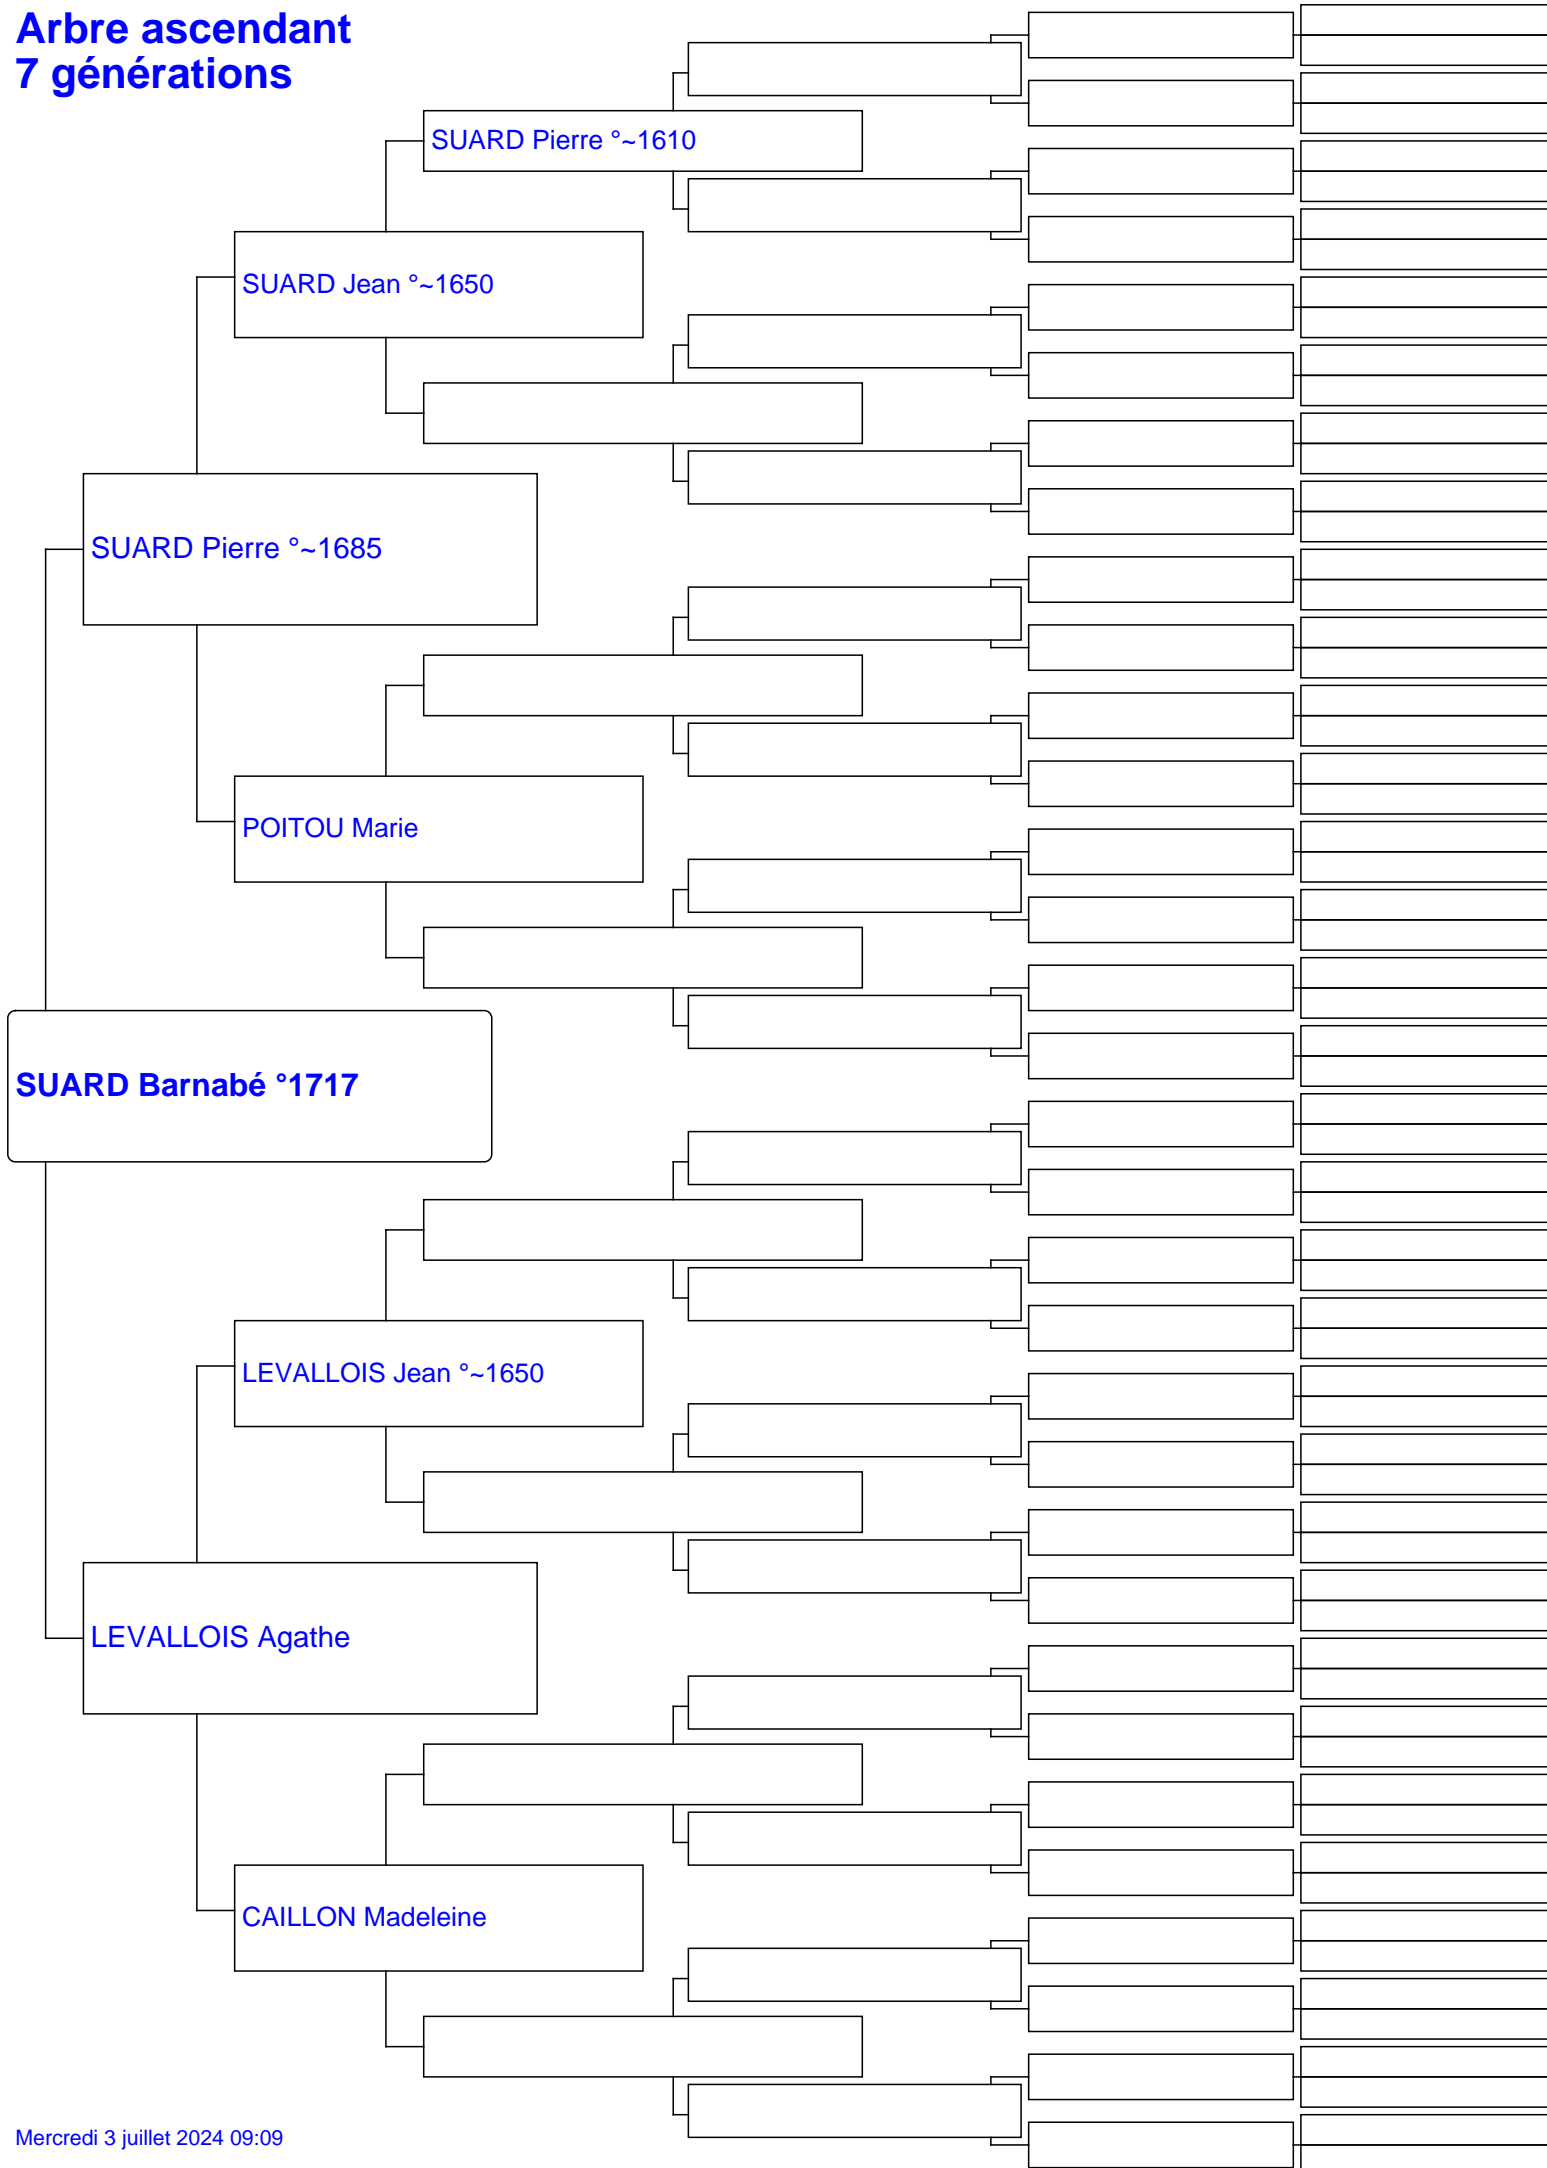 Arbre ascendant
7 générations
SUARD Pierre °~1610
SUARD Jean °~1650
SUARD Pierre °~1685
POITOU Marie
SUARD Barnabé °1717
LEVALLOIS Jean °~1650
LEVALLOIS Agathe
CAILLON Madeleine
Mercredi 3 juillet 2024 09:09